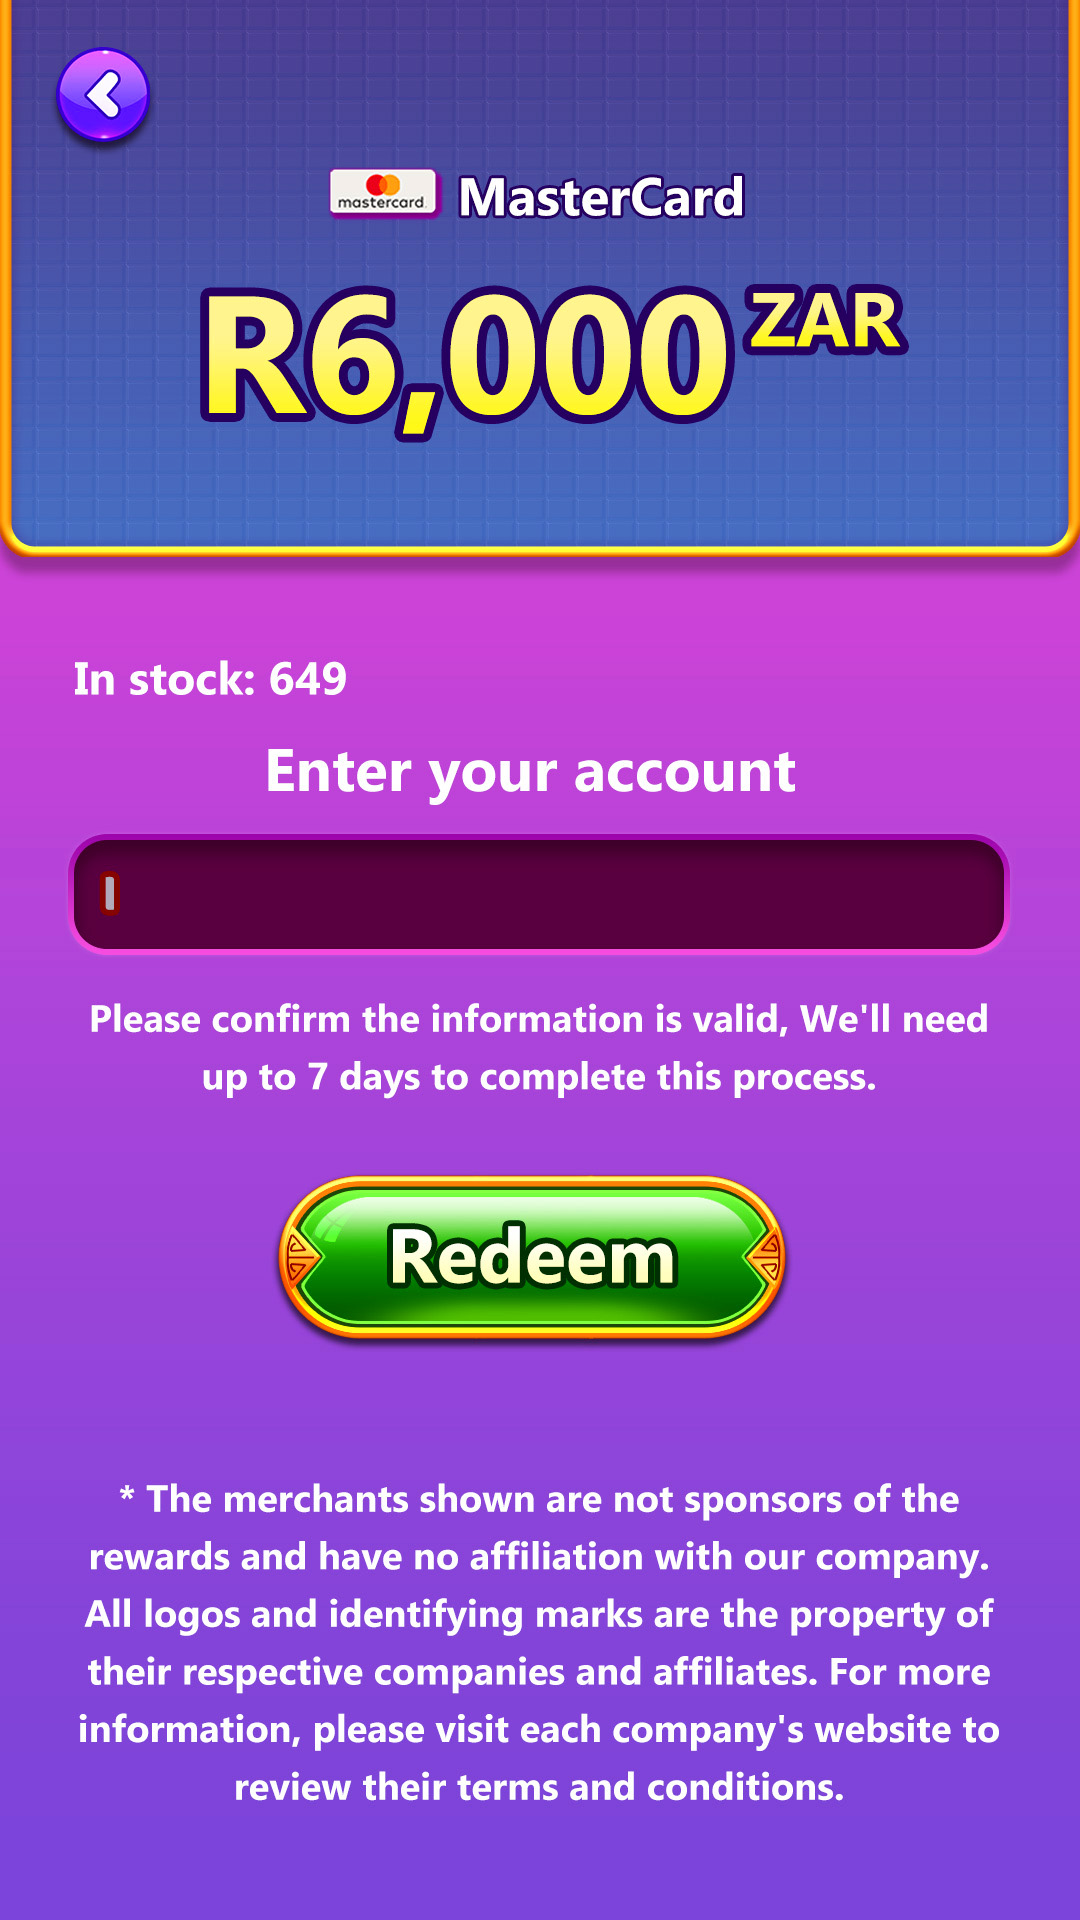 mastercard. MasterCard
R6,000 ZAR
In stock: 649
Enter your account
Please confirm the information is valid, We'll need
up to 7 days to complete this process.
Redeem
* The merchants shown are not sponsors of the
rewards and have no affiliation with our company.
All logos and identifying marks are the property of
their respective companies and affiliates. For more
information, please visit each company's website to
review their terms and conditions.